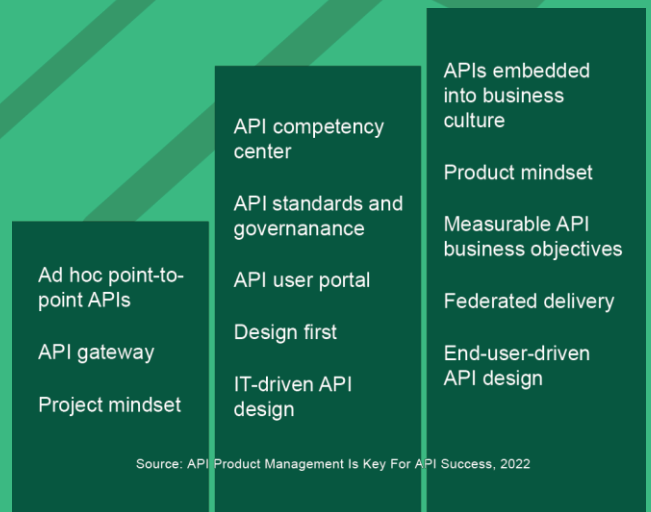 Ad hoc point-to-
point APIs
API gateway
Project mindset
API competency
center
API standards and
governanance
API user portal
Design first
IT-driven API
design
APIs embedded
into business
culture
Product mindset
Measurable API
business objectives
Federated delivery
End-user-driven
API design
Source: API Product Management Is Key For API Success, 2022